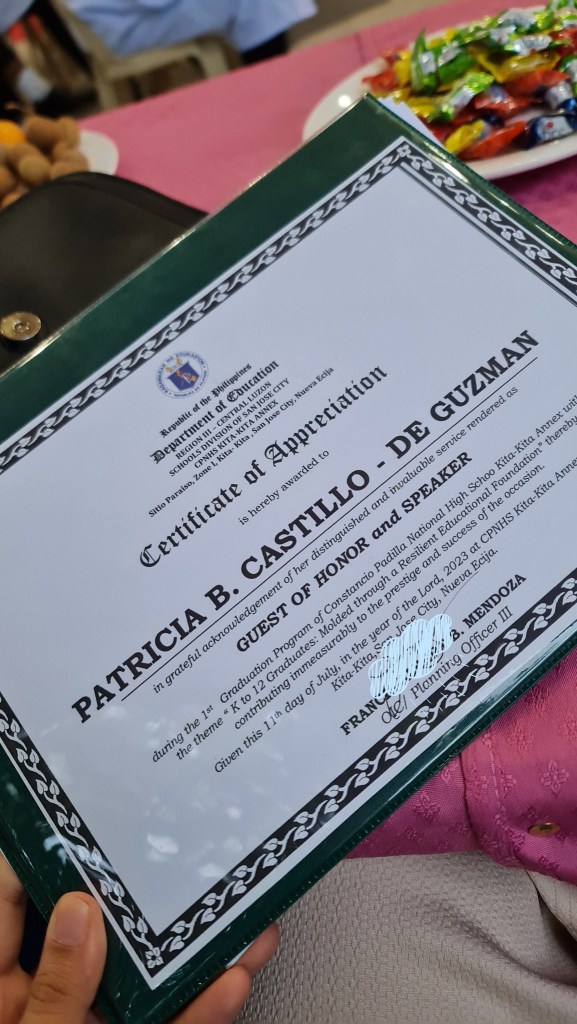 Republic of the Philippines
Department of Education
REGION III - CENTRAL LUZON
SCHOOLS DIVISION OF SAN JOSE CITY
CPNHS KITA-KITA ANNEX
Sitio Paraiso, Zone I, Kita- Kita , San Jose City, Nueva Ecija
Certificate of Appreciation
is hereby awarded to
PATRICIA B. CASTILLO - DE GUZMAN
in grateful acknowledgement of her distinguished and invaluable service rendered as
GUEST OF HONOR and SPEAKER
during the 1st Graduation Program of Constancio Padilla National High Schoo Kita-Kita Annex with
the theme " K to 12 Graduates: Molded through a Resilient Educational Foundation" thereby
contributing immeasurably to the prestige and success of the occasion.
Given this 11th day of July, in the year of the Lord, 2023 at CPNHS Kita-Kita Annex
Kita-Kita, San Jose City, Nueva Ecija.
B. MENDOZA
Planning Officer III